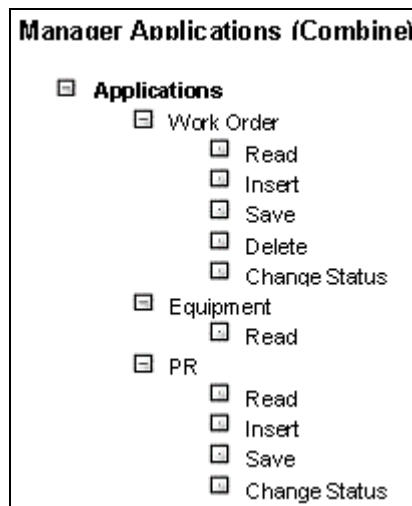 Manager Applications (Combine)
Applications
Work Order
Read
Insert
Save
Delete
Change Status
Equipment
Read
PR
Read
Insert
Save
Change Status